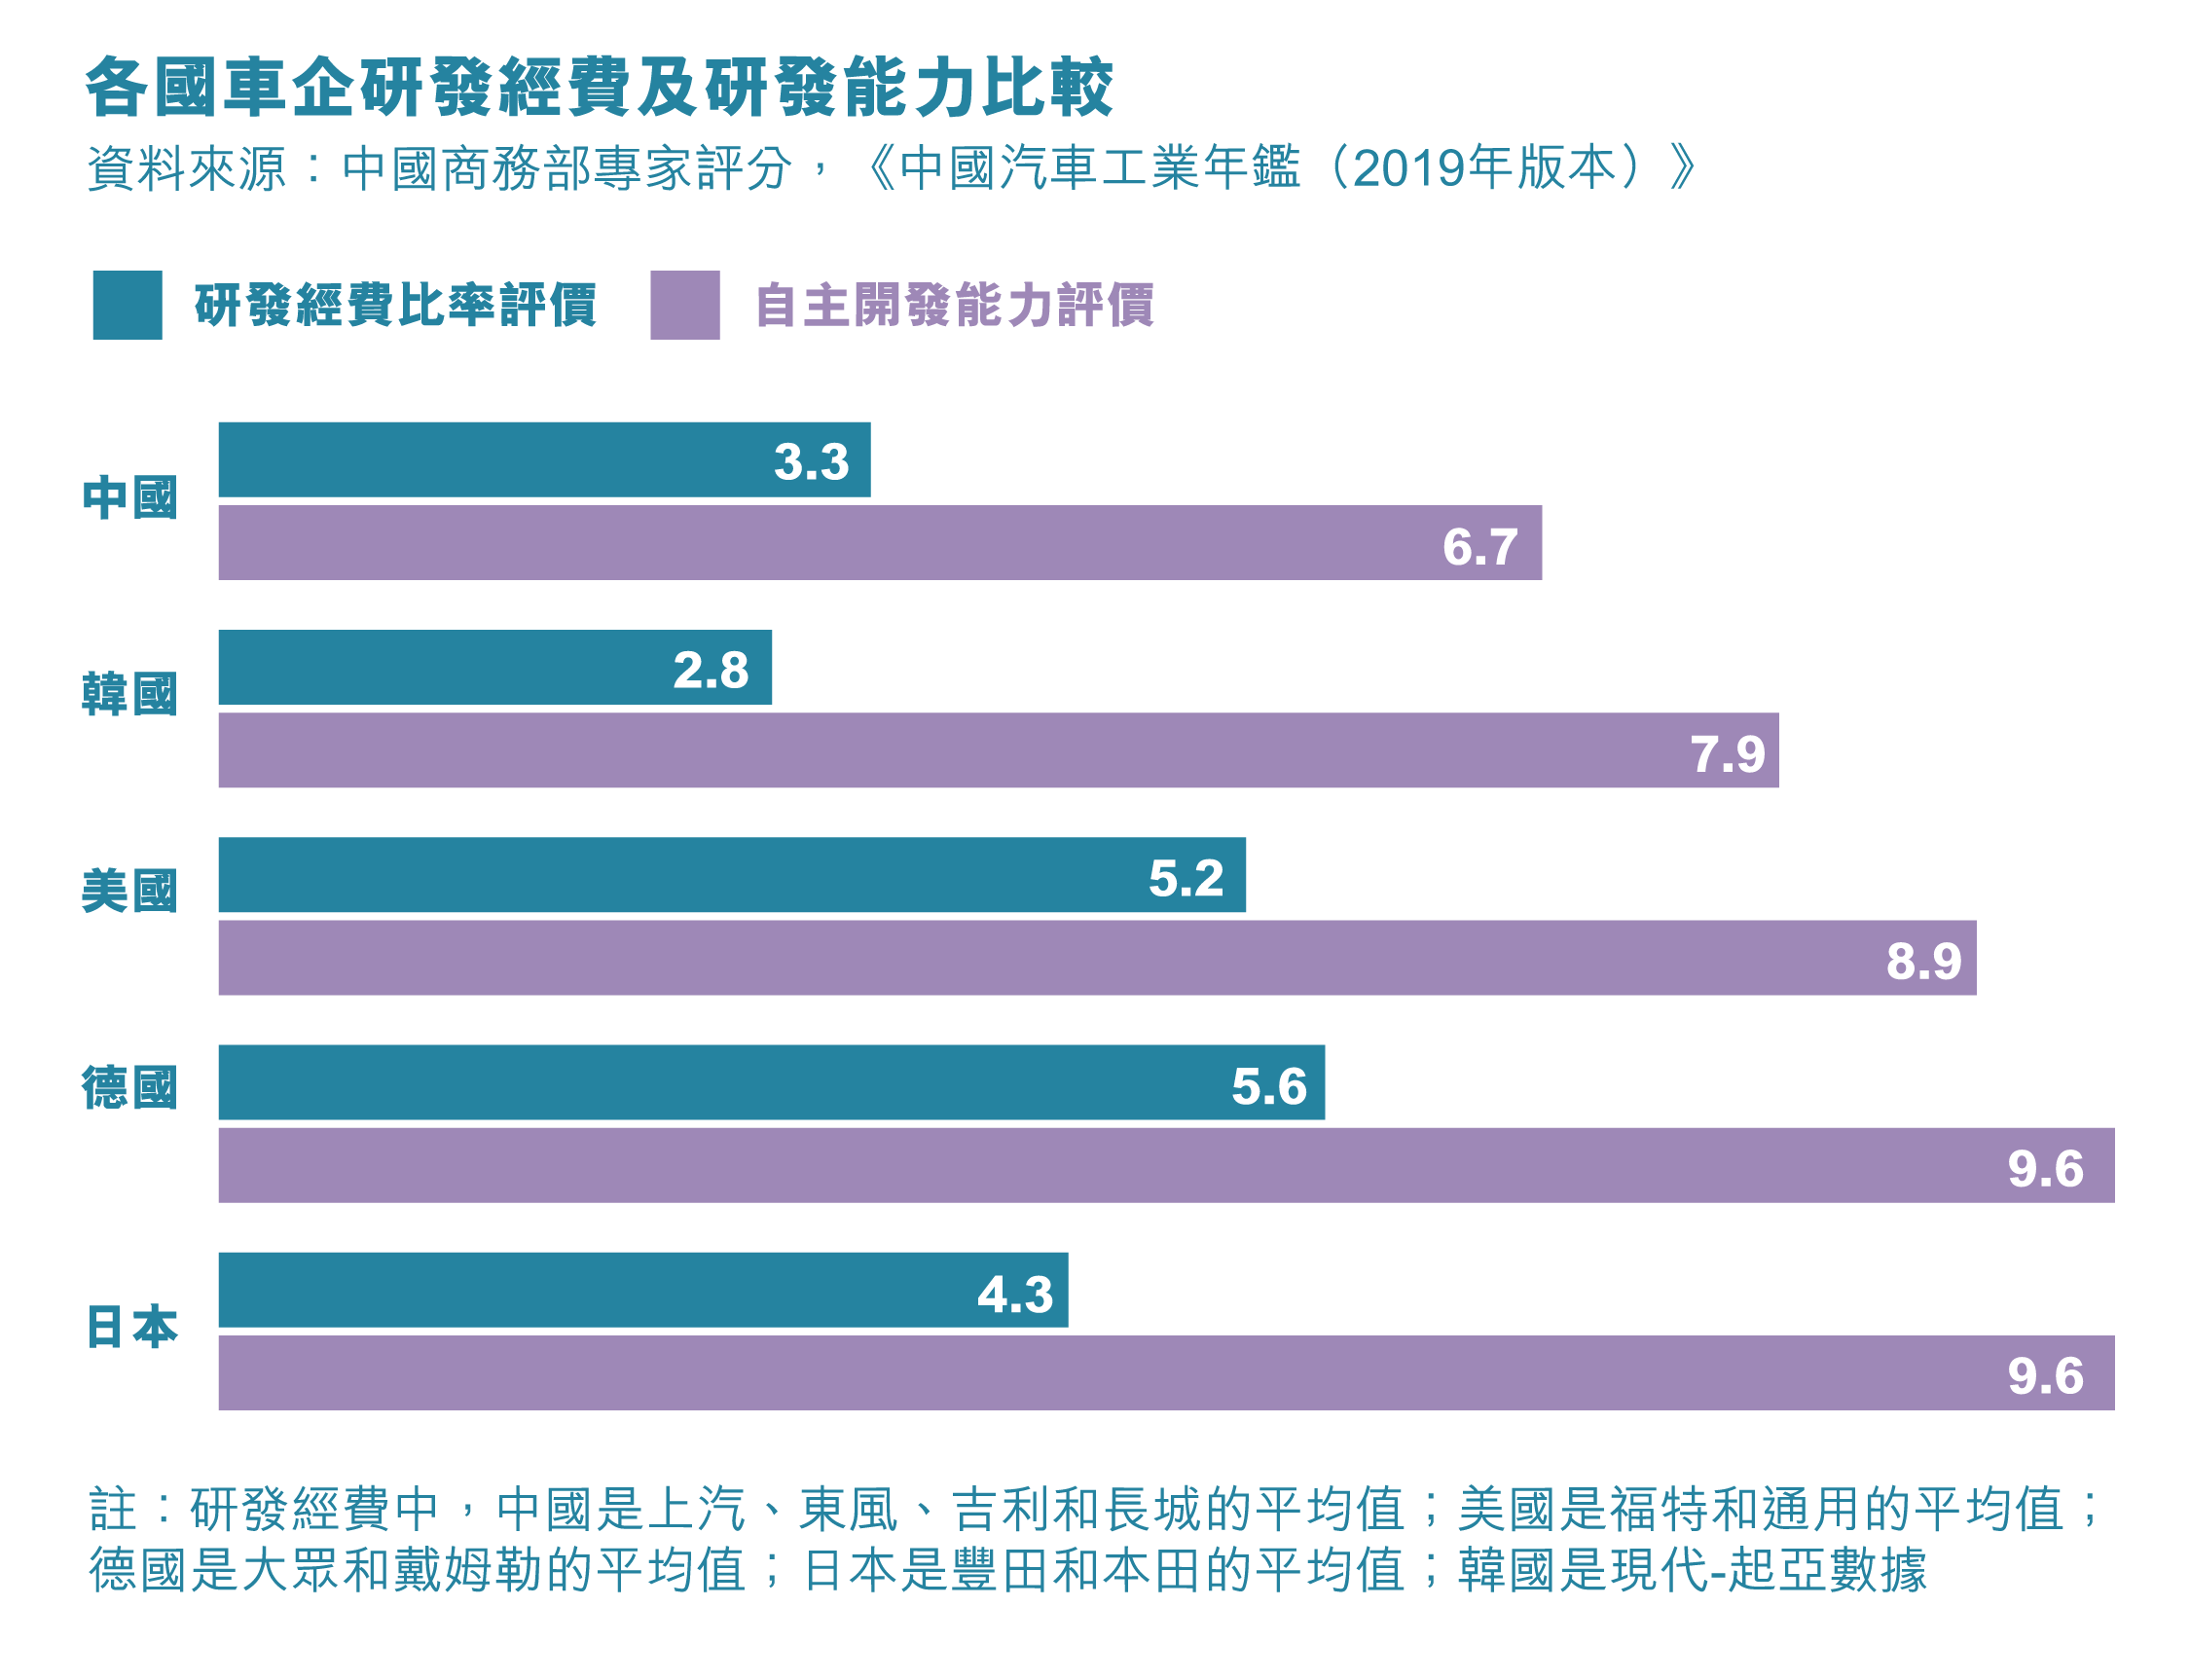 各國車企研發經費及研發能力比較
資料來源：中國商務部專家評分，《中國汽車工業年鑑（2019年版本）》
研發經費比率評價 自主開發能力評價
中國
3.3
6.7
韓國
2.8
7.9
美國
5.2
8.9
德國
5.6
9.6
日本
4.3
9.6
註：研發經費中，中國是上汽、東風、吉利和長城的平均值；美國是福特和通用的平均值；
德國是大眾和戴姆勒的平均值；日本是豐田和本田的平均值；韓國是現代-起亞數據